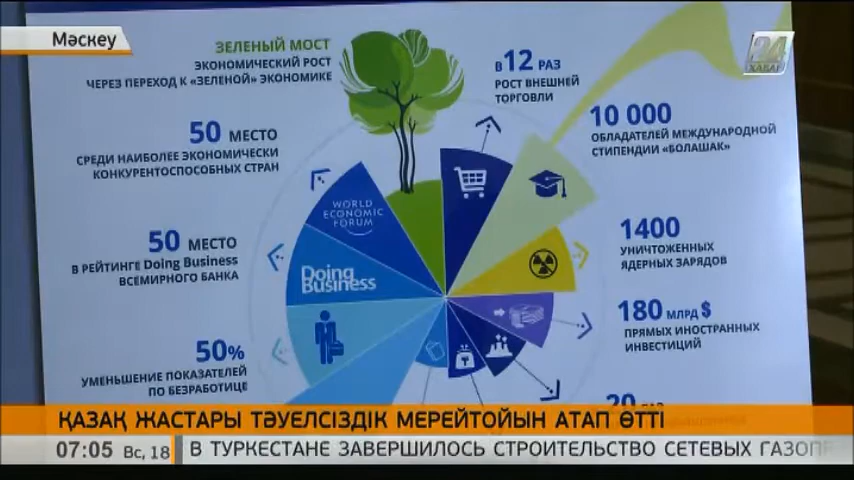 Мәскеу
24
ХАБАР
ЗЕЛЕНЫЙ МОСТ
ЭКОНОМИЧЕСКИЙ РОСТ
ЧЕРЕЗ ПЕРЕХОД К «ЗЕЛЕНОЙ» ЭКОНОМИКЕ
В 12 РАЗ
РОСТ ВНЕШНЕЙ
ТОРГОВЛИ
10 000
ОБЛАДАТЕЛЕЙ МЕЖДУНАРОДНОЙ
СТИПЕНДИИ «БОЛАШАК»
50 МЕСТО
СРЕДИ НАИБОЛЕЕ ЭКОНОМИЧЕСКИ
КОНКУРЕНТОСПОСОБНЫХ СТРАН
WORLD
ECONOMIC
FORUM
1400
УНИЧТОЖЕННЫХ
ЯДЕРНЫХ ЗАРЯДОВ
50 МЕСТО
В РЕЙТИНГЕ Doing Business
ВСЕМИРНОГО БАНКА
Doing
Business
180 МЛРД $
ПРЯМЫХ ИНОСТРАННЫХ
ИНВЕСТИЦИЙ
50%
УМЕНЬШЕНИЕ ПОКАЗАТЕЛЕЙ
ПО БЕЗРАБОТИЦЕ
20 РАЗ
ҚАЗАҚ ЖАСТАРЫ ТӘУЕЛСІЗДІК МЕРЕЙТОЙЫН АТАП ӨТТІ
07:05 Вс, 18 В ТУРКЕСТАНЕ ЗАВЕРШИЛОСЬ СТРОИТЕЛЬСТВО СЕТЕВЫХ ГАЗОПР